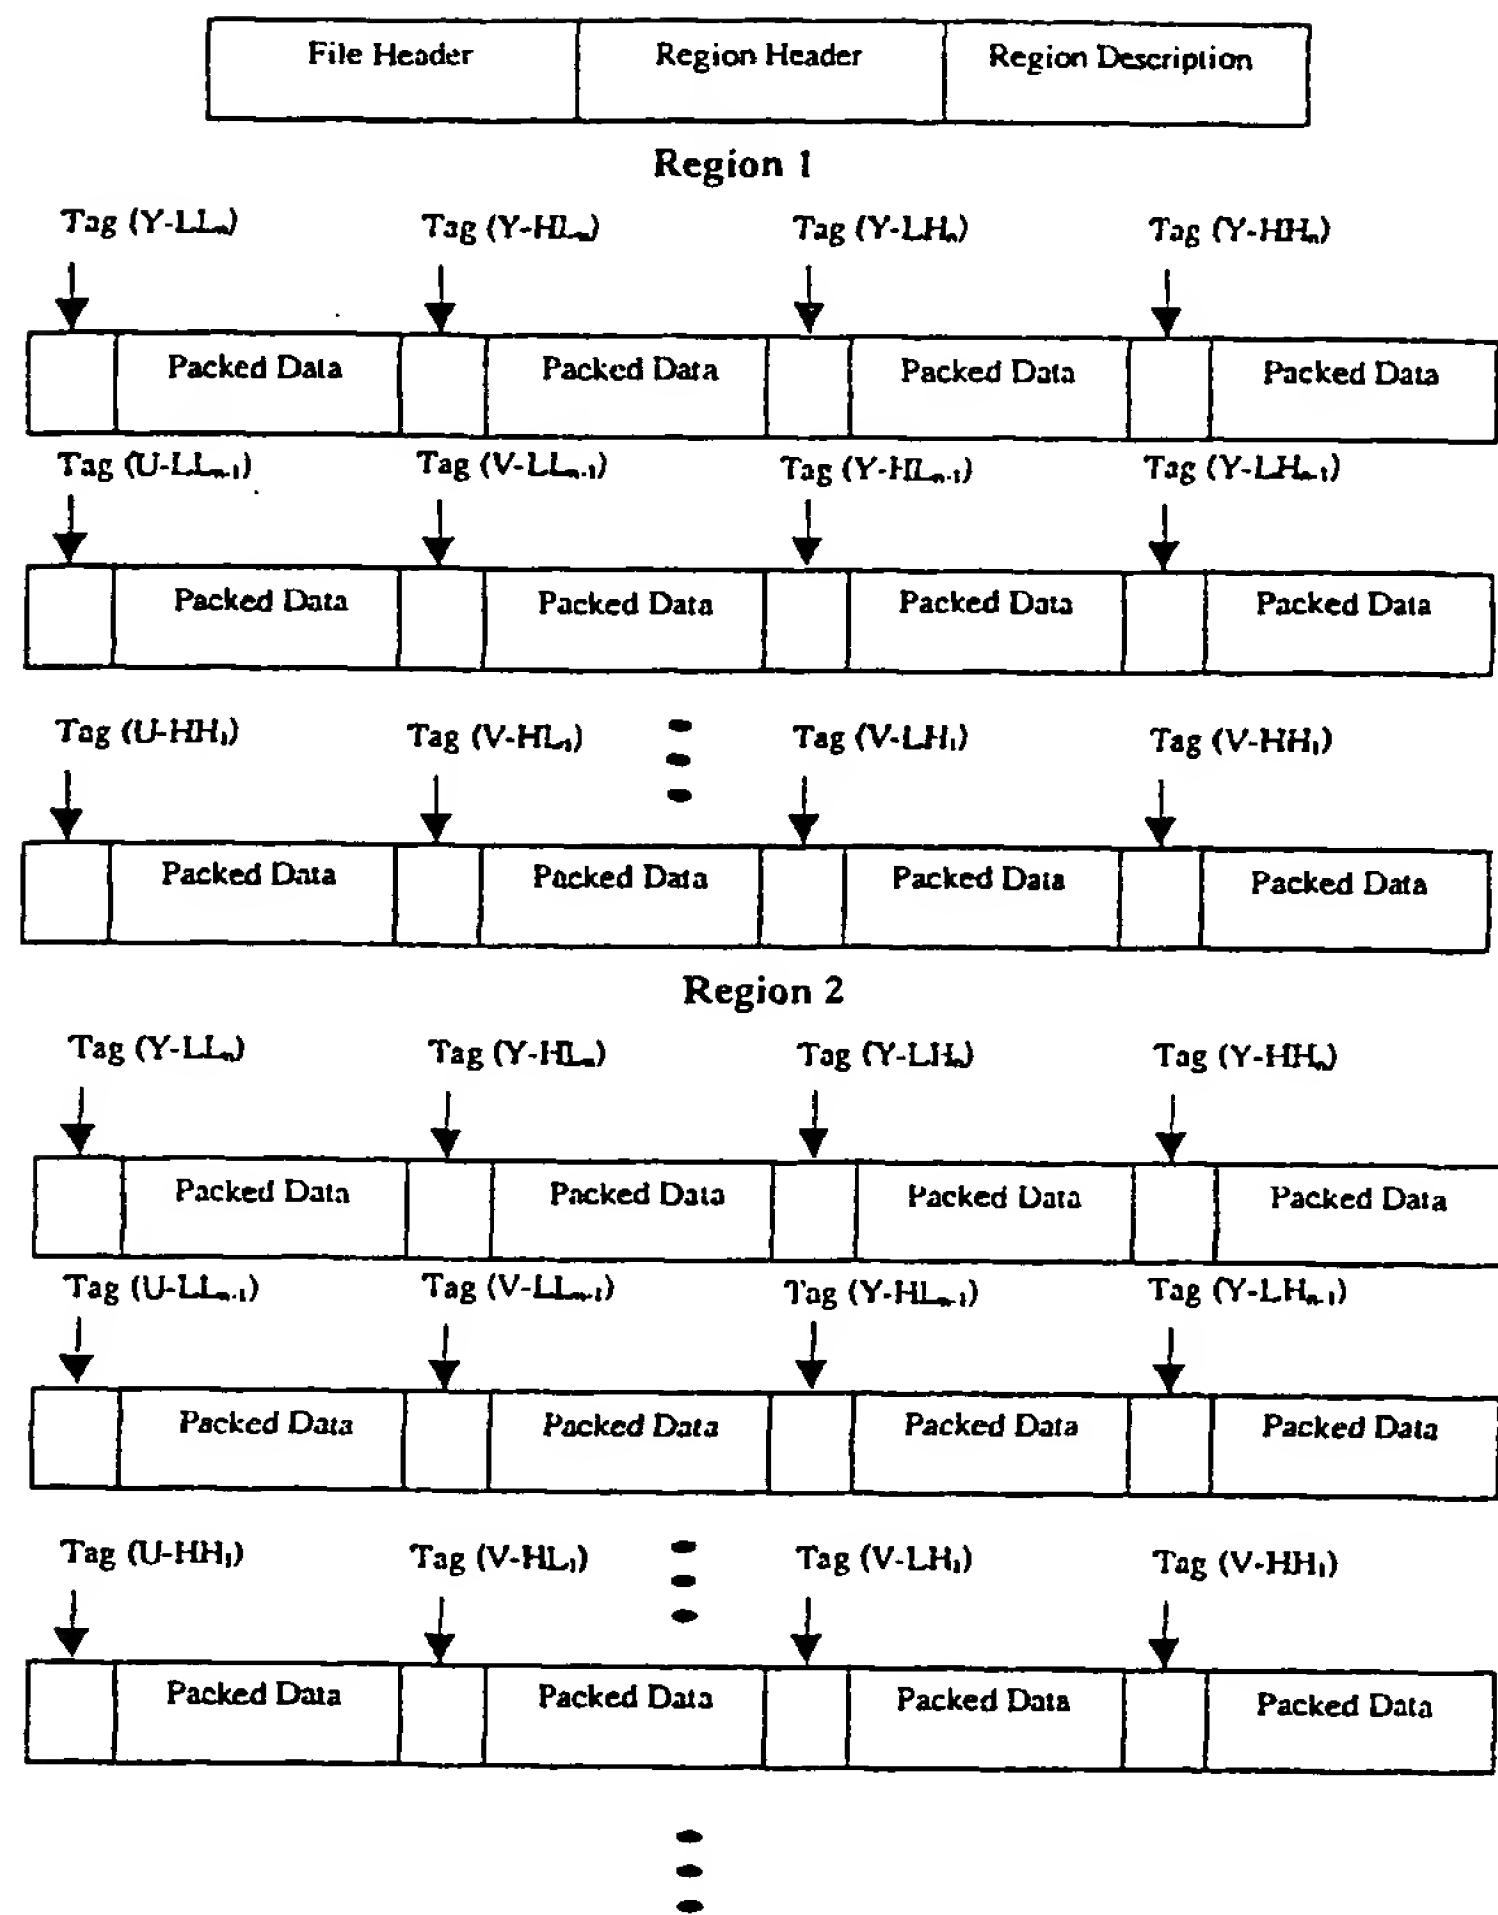 File Header Region Header Region Description
Region 1
Tag (Y-LLₙ) Tag (Y-HLₙ) Tag (Y-LHₙ) Tag (Y-HHₙ)
Packed Data Packed Data Packed Data Packed Data
Tag (U-LLₙ₋₁) Tag (V-LLₙ₋₁) Tag (Y-HLₙ₋₁) Tag (Y-LHₙ₋₁)
Packed Data Packed Data Packed Data Packed Data
Tag (U-HH₁) Tag (V-HL₁) Tag (V-LH₁) Tag (V-HH₁)
Packed Data Packed Data Packed Data Packed Data
Region 2
Tag (Y-LLₙ) Tag (Y-HLₙ) Tag (Y-LHₙ) Tag (Y-HHₙ)
Packed Data Packed Data Packed Data Packed Data
Tag (U-LLₙ₋₁) Tag (V-LLₙ₋₁) Tag (Y-HLₙ₋₁) Tag (Y-LHₙ₋₁)
Packed Data Packed Data Packed Data Packed Data
Tag (U-HH₁) Tag (V-HL₁) Tag (V-LH₁) Tag (V-HH₁)
Packed Data Packed Data Packed Data Packed Data